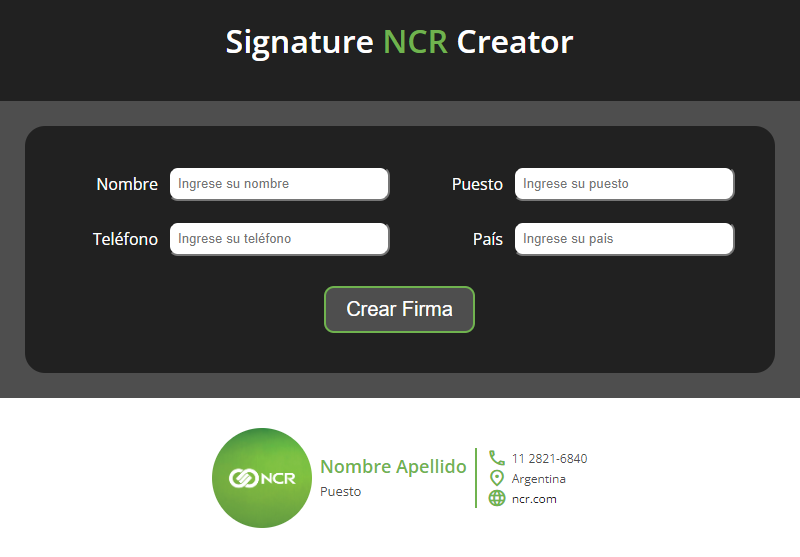 Signature NCR Creator
Nombre
Ingrese su nombre
Puesto
Ingrese su puesto
Teléfono
Ingrese su teléfono
País
Ingrese su pais
Crear Firma
NCR
Nombre Apellido
Puesto
11 2821-6840
Argentina
ncr.com